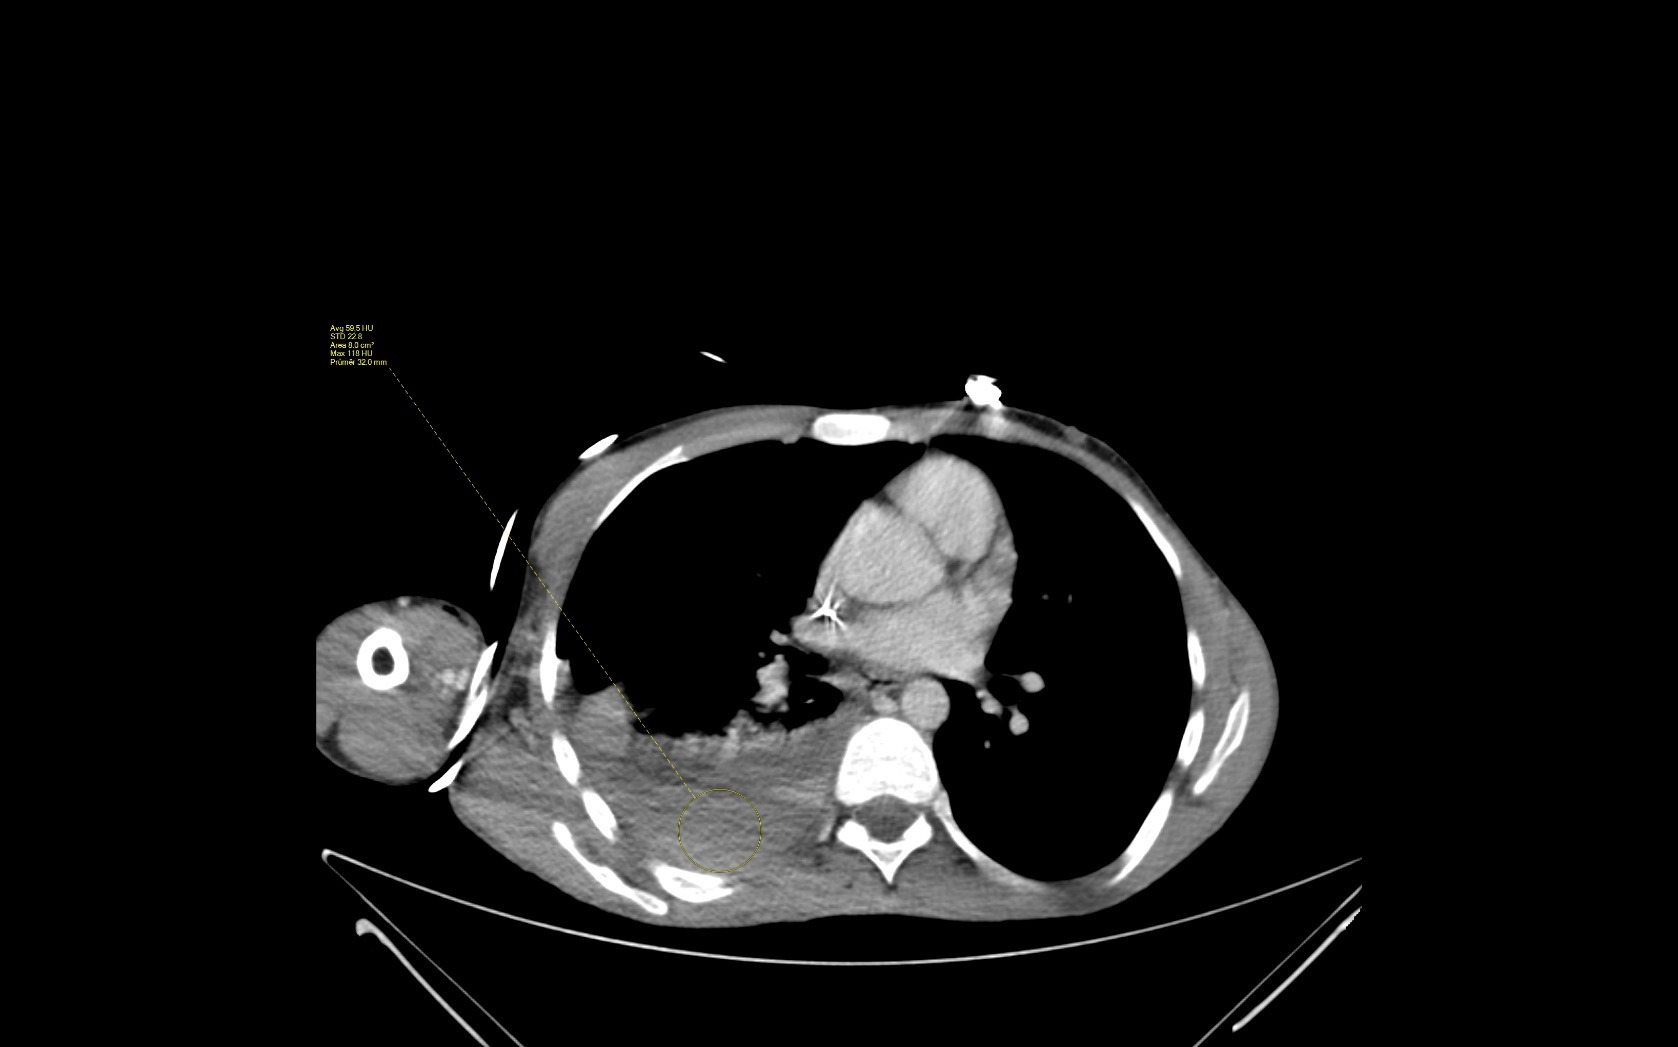 Avg 59.5 HU
STD 22.8
Area 8.0 cm²
Max 118 HU
Průměr 32.0 mm